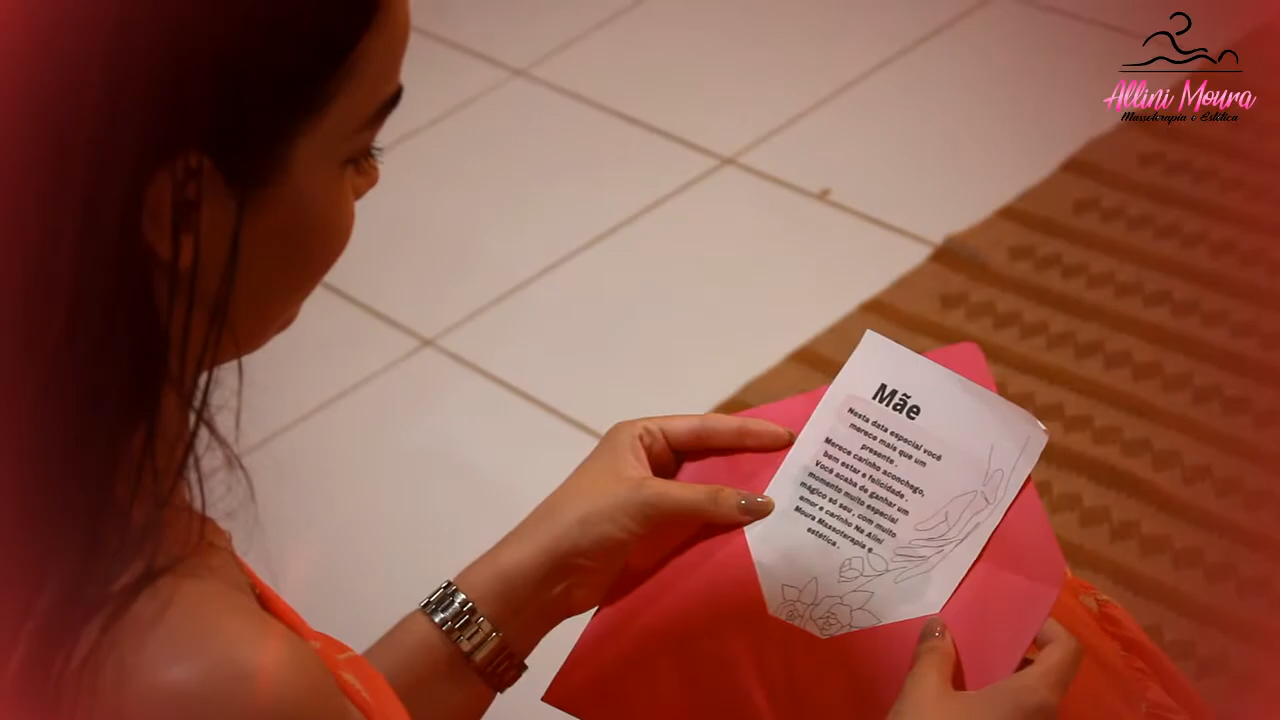 Allini Moura
Massoterapia e Estética
Mãe
Nesta data especial você
merece mais que um
presente .
Merece carinho aconchego,
bem estar e felicidade .
Você acaba de ganhar um
momento muito especial
mágico só seu , com muito
amor e carinho Na Alini
Moura Massoterapia e
estética .